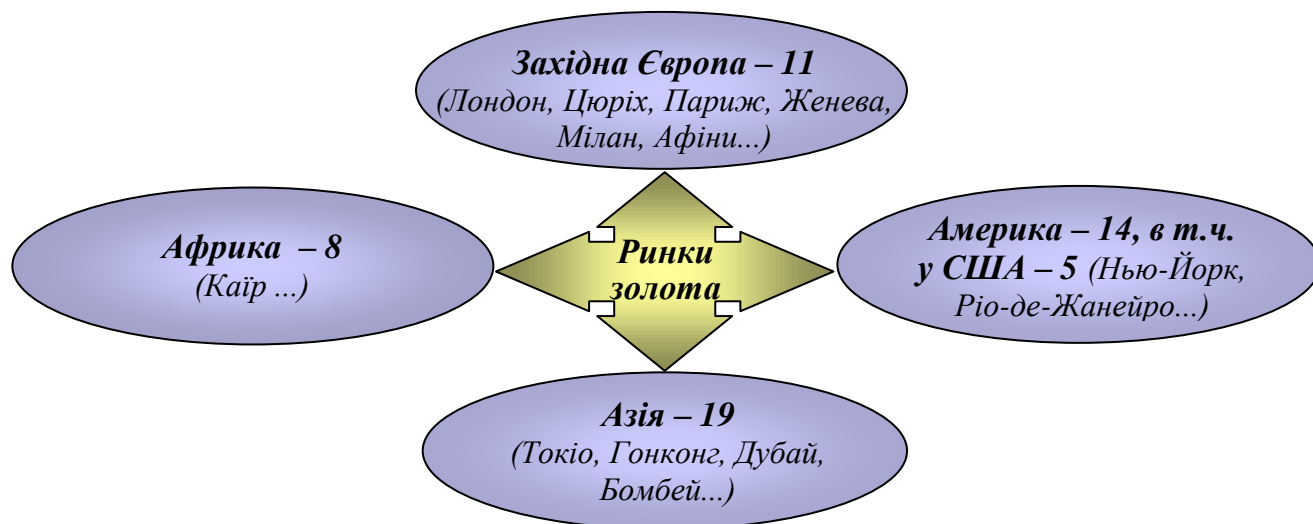 Західна Європа – 11
(Лондон, Цюріх, Париж, Женева,
Мілан, Афіни...)
Африка – 8
(Каїр ...)
Ринки
золота
Америка – 14, в т.ч.
у США – 5 (Нью-Йорк,
Ріо-де-Жанейро...)
Азія – 19
(Токіо, Гонконг, Дубай,
Бомбей...)